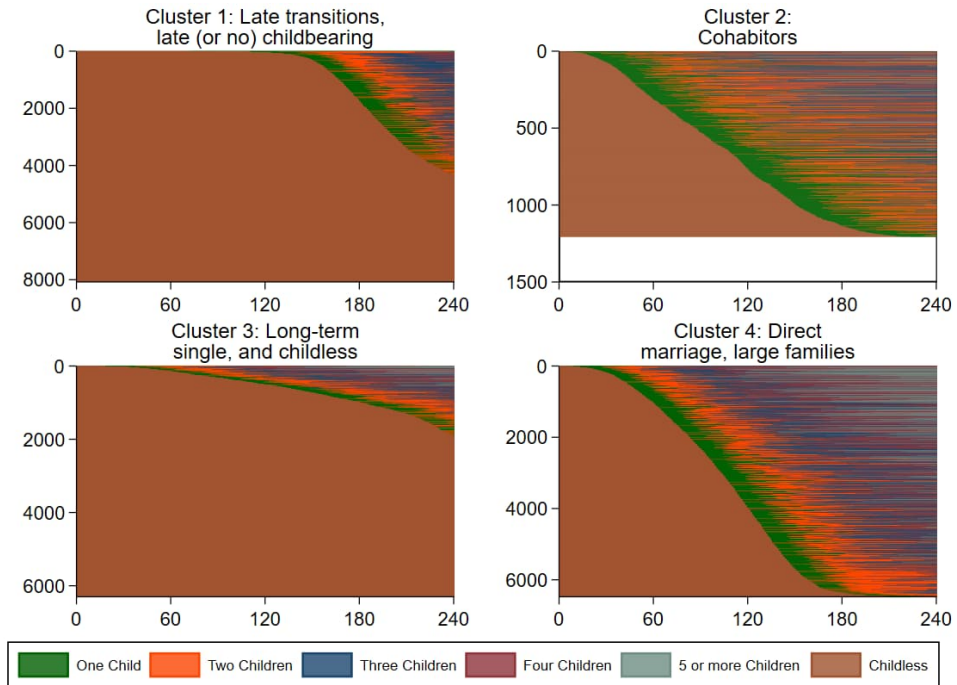 Cluster 1: Late transitions,
late (or no) childbearing
0
2000
4000
6000
8000
0 60 120 180 240
Cluster 2:
Cohabitors
0
500
1000
1500
0 60 120 180 240
Cluster 3: Long-term
single, and childless
0
2000
4000
6000
0 60 120 180 240
Cluster 4: Direct
marriage, large families
0
2000
4000
6000
0 60 120 180 240
One Child Two Children Three Children Four Children 5 or more Children Childless